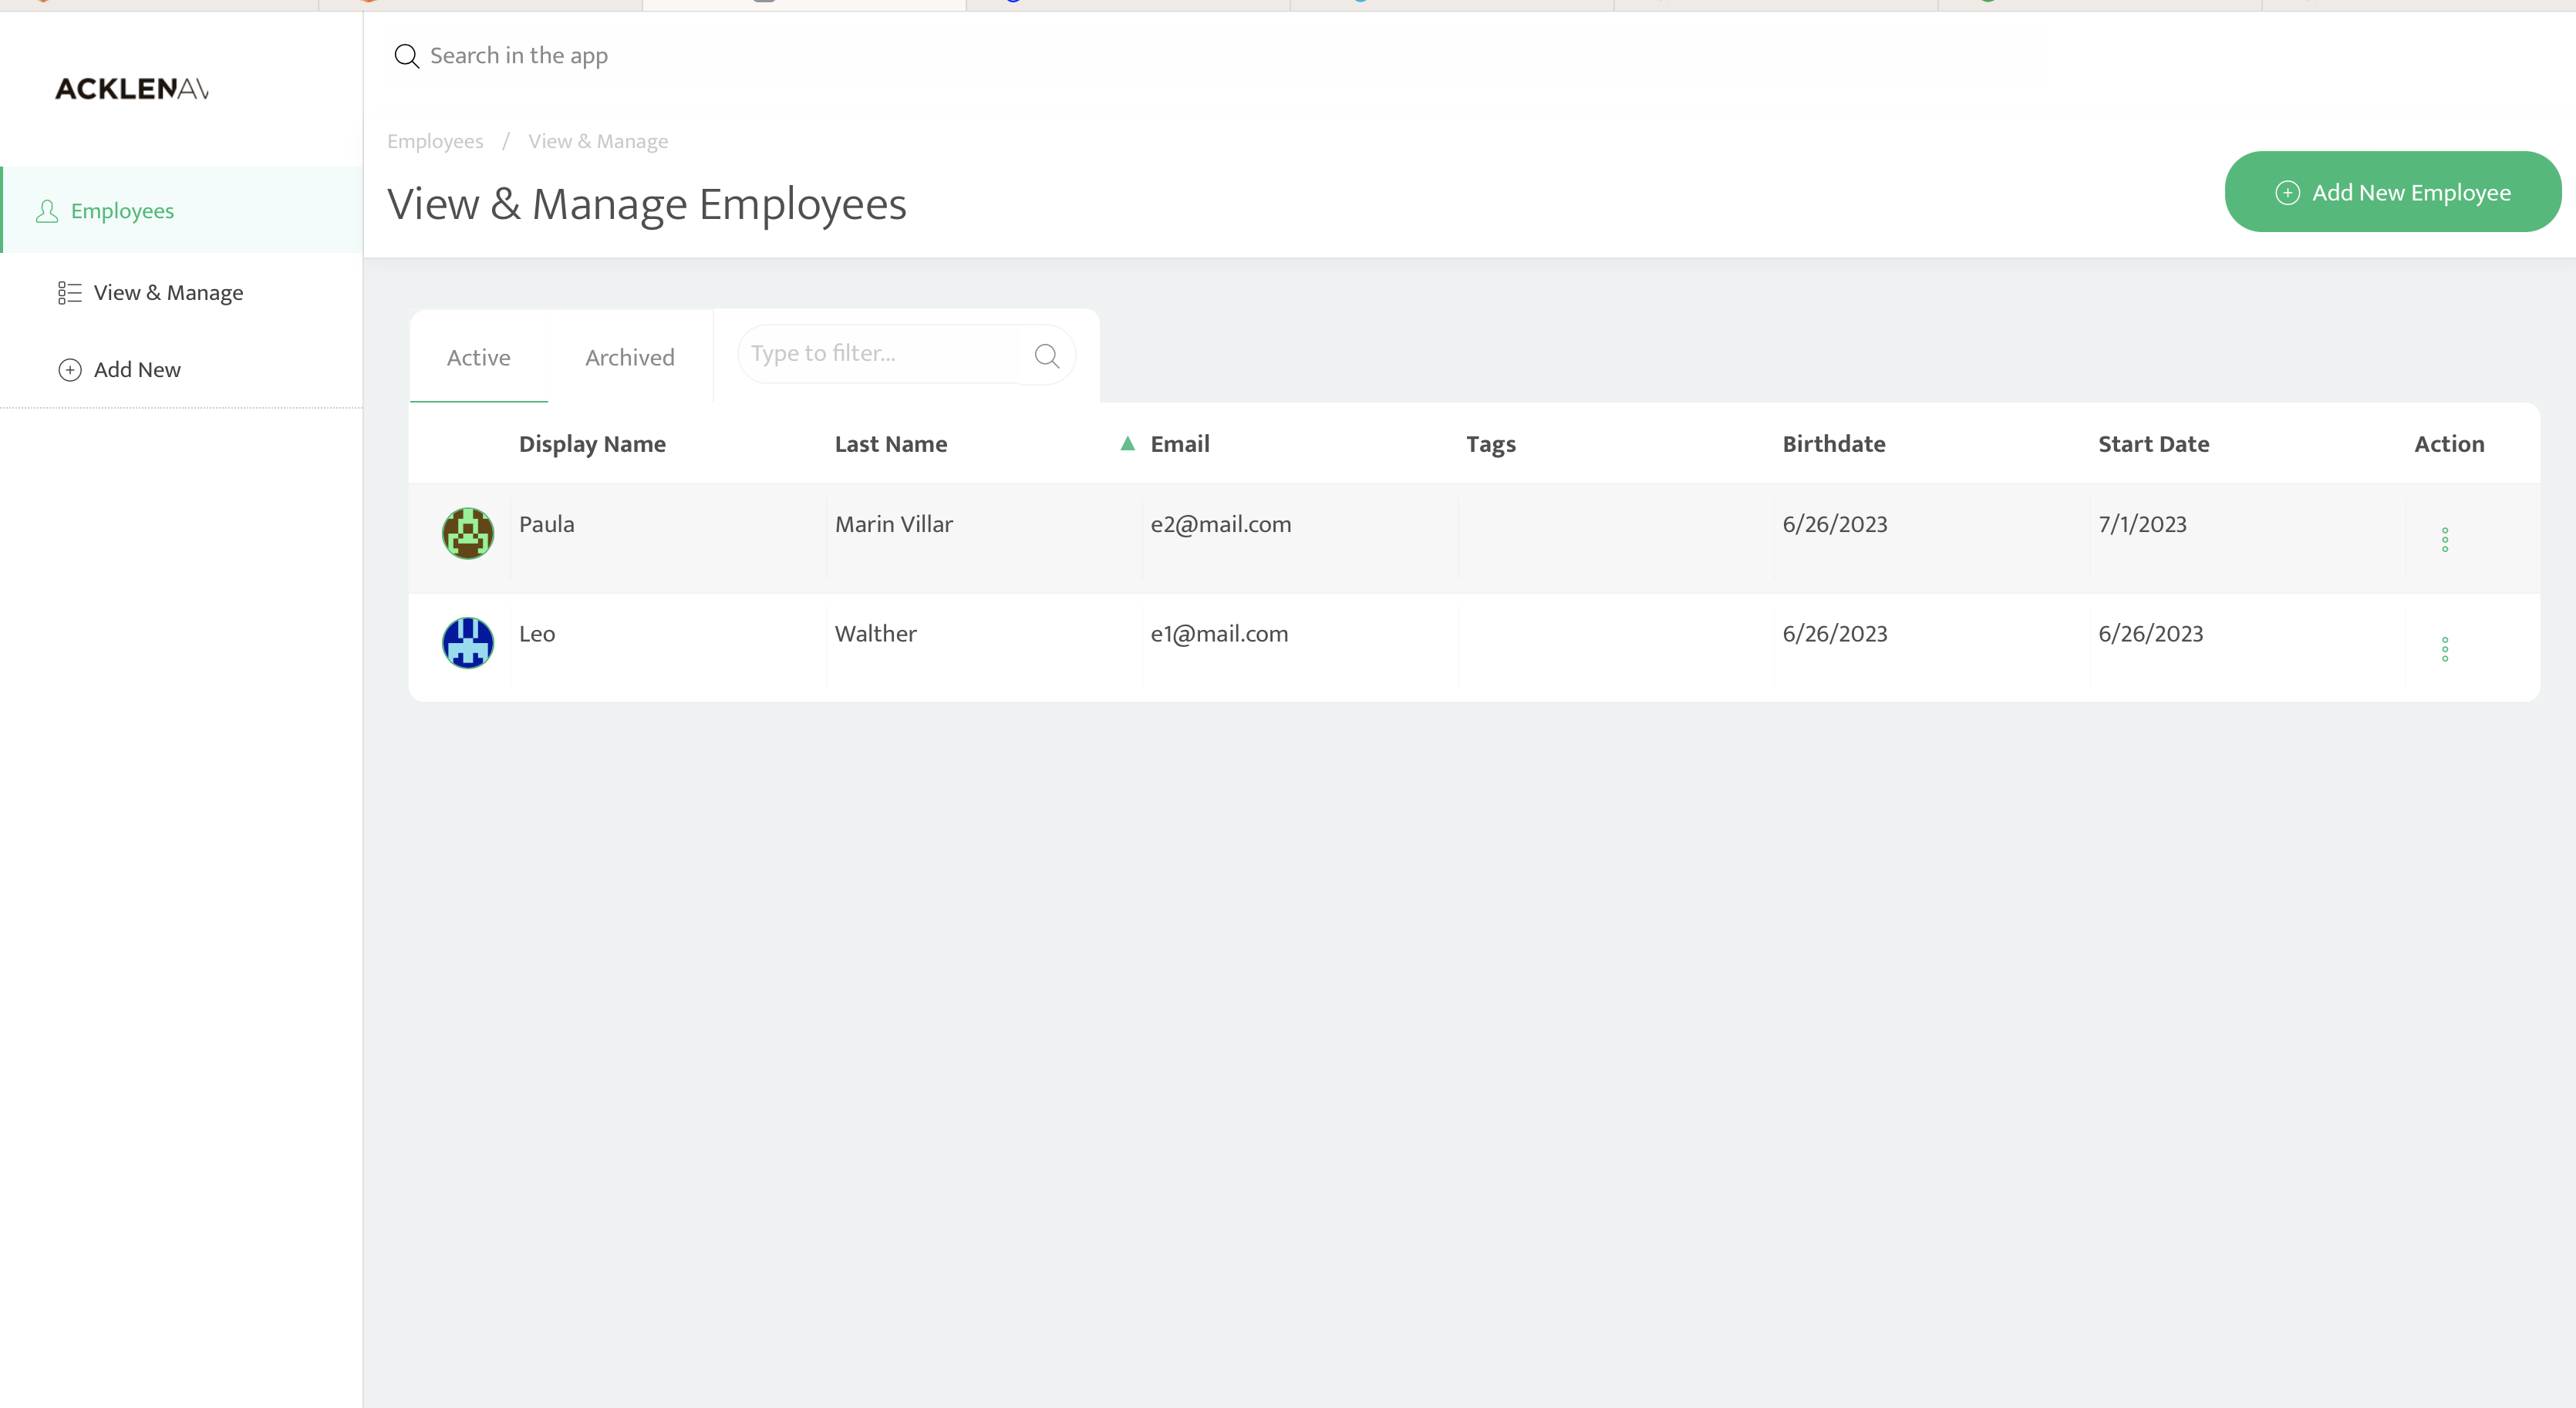 Search in the app
ACKLENAV
Employees / View & Manage
View & Manage Employees
Add New Employee
Employees
View & Manage
Add New
Active
Archived
Type to filter...
Display Name Last Name ▲ Email Tags Birthdate Start Date Action
Paula Marin Villar e2@mail.com 6/26/2023 7/1/2023
Leo Walther e1@mail.com 6/26/2023 6/26/2023